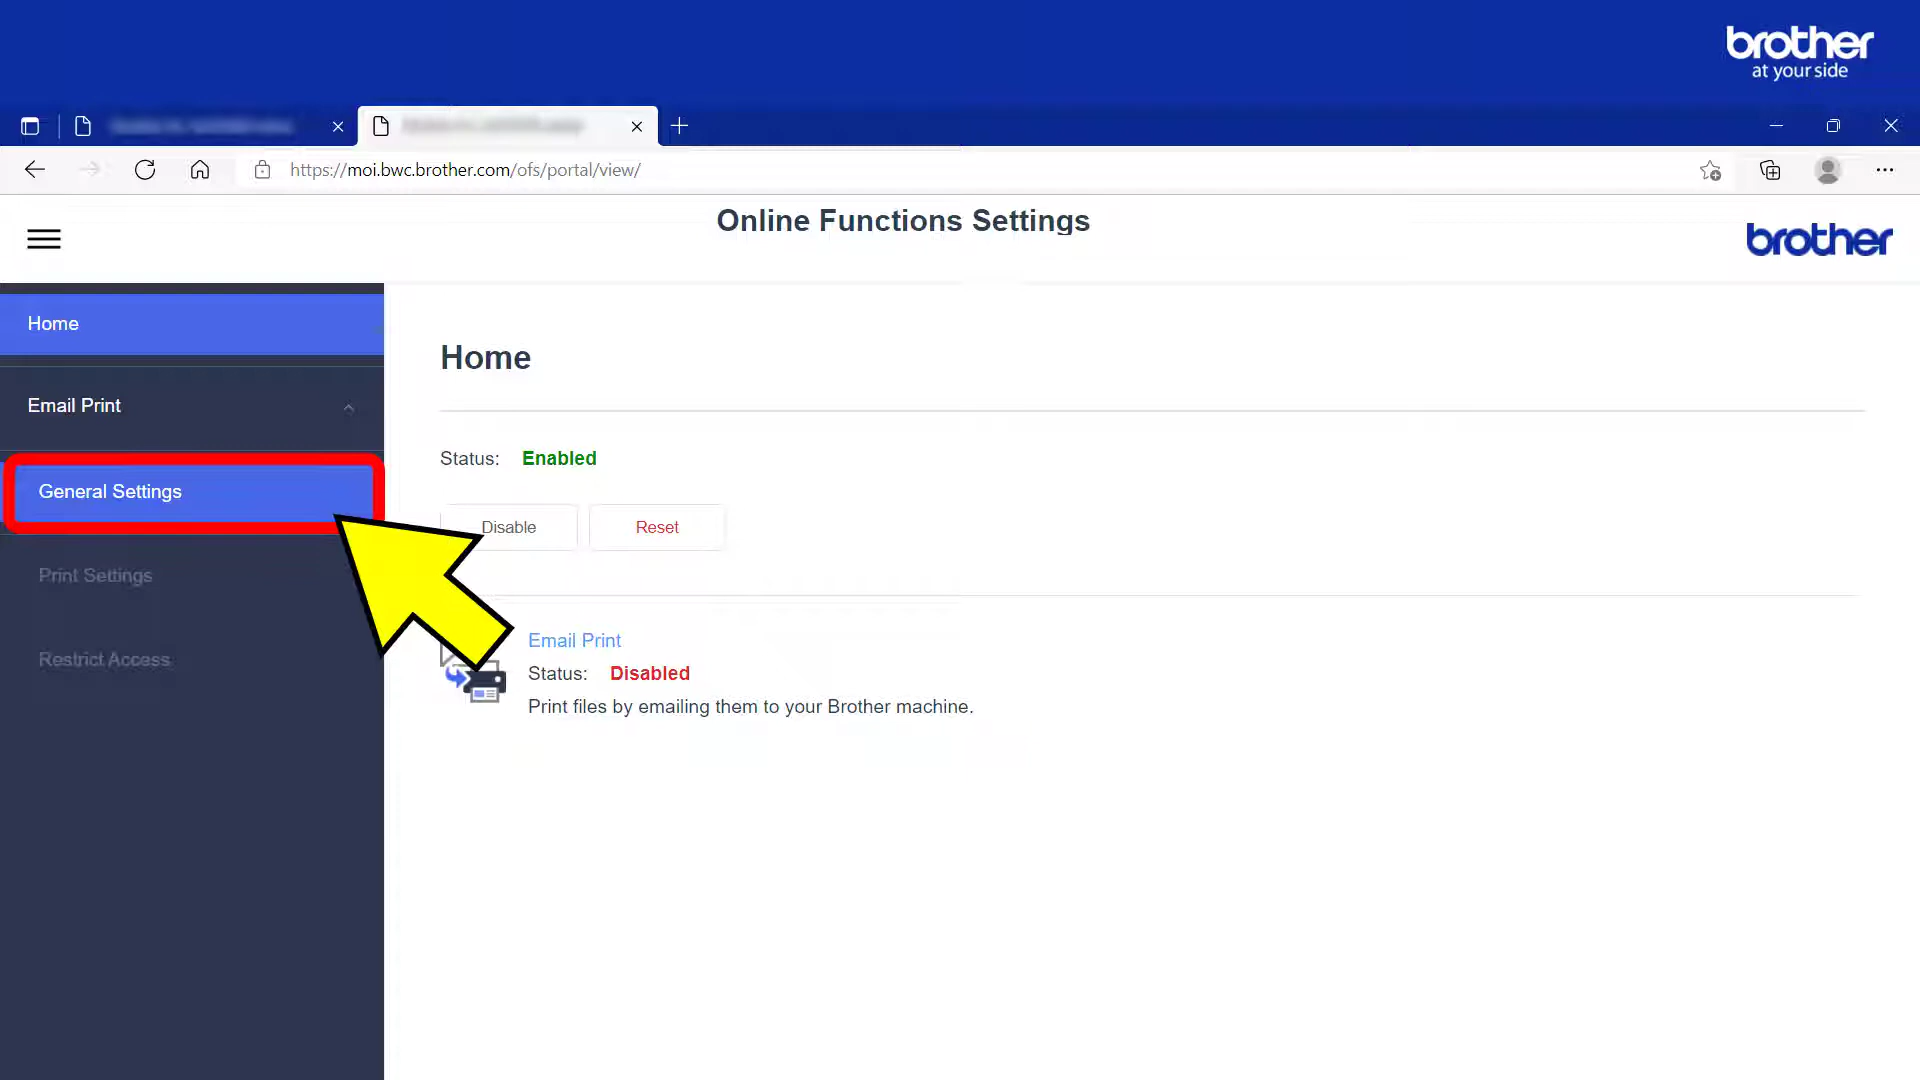 brother
at your side
https://moi.bwc.brother.com/ofs/portal/view/
Online Functions Settings
brother
Home
Email Print
General Settings
Print Settings
Restrict Access
Home
Status: Enabled
Disable
Reset
Email Print
Status: Disabled
Print files by emailing them to your Brother machine.